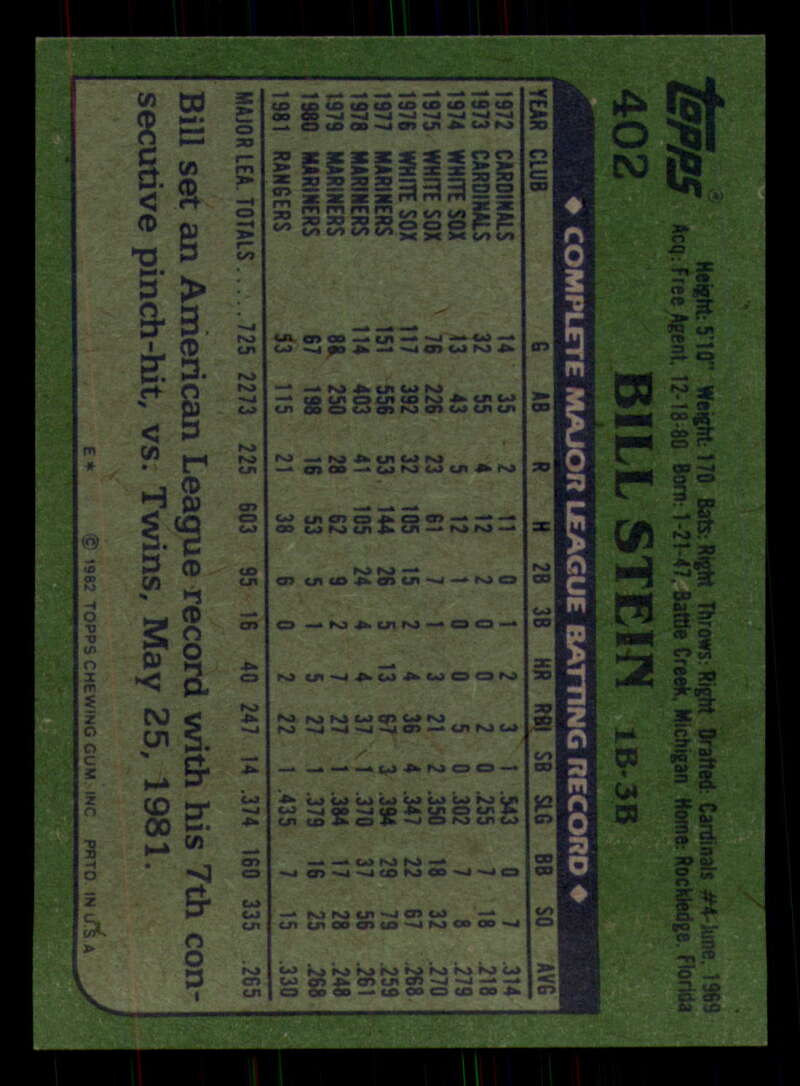 Topps®
402 BILL STEIN 1B-3B
Height: 5'10" Weight: 170 Bats: Right Throws: Right Drafted: Cardinals #4-June, 1969
Acq: Free Agent, 12-18-80 Born: 1-21-47, Battle Creek, Michigan Home: Rockledge, Florida
◆ COMPLETE MAJOR LEAGUE BATTING RECORD ◆
YEAR CLUB G AB R H 2B 3B HR RBI SB SLG BB SO AVG
1972 CARDINALS 14 35 2 11 0 1 2 3 1 .543 0 7 .314
1973 CARDINALS 32 55 4 12 2 0 0 2 0 .255 7 18 .218
1974 WHITE SOX 13 43 5 12 1 0 0 5 0 .302 7 8 .279
1975 WHITE SOX 76 226 23 61 7 1 3 21 2 .350 18 32 .270
1976 WHITE SOX 117 392 32 105 15 2 4 36 4 .347 22 67 .268
1977 MARINERS 151 556 53 144 26 5 13 67 3 .394 29 79 .259
1978 MARINERS 114 403 41 105 24 4 4 37 1 .370 37 56 .261
1979 MARINERS 88 250 28 62 9 2 7 27 1 .384 17 28 .248
1980 MARINERS 67 198 16 53 5 1 5 27 1 .379 16 25 .268
1981 RANGERS 53 115 21 38 6 0 2 22 1 .435 7 15 .330
MAJOR LEA. TOTALS..... 725 2273 225 603 95 16 40 247 14 .374 160 335 .265
Bill set an American League record with his 7th con-
secutive pinch-hit, vs. Twins, May 25, 1981.
E* © 1982 TOPPS CHEWING GUM, INC. PRTD. IN U.S.A.